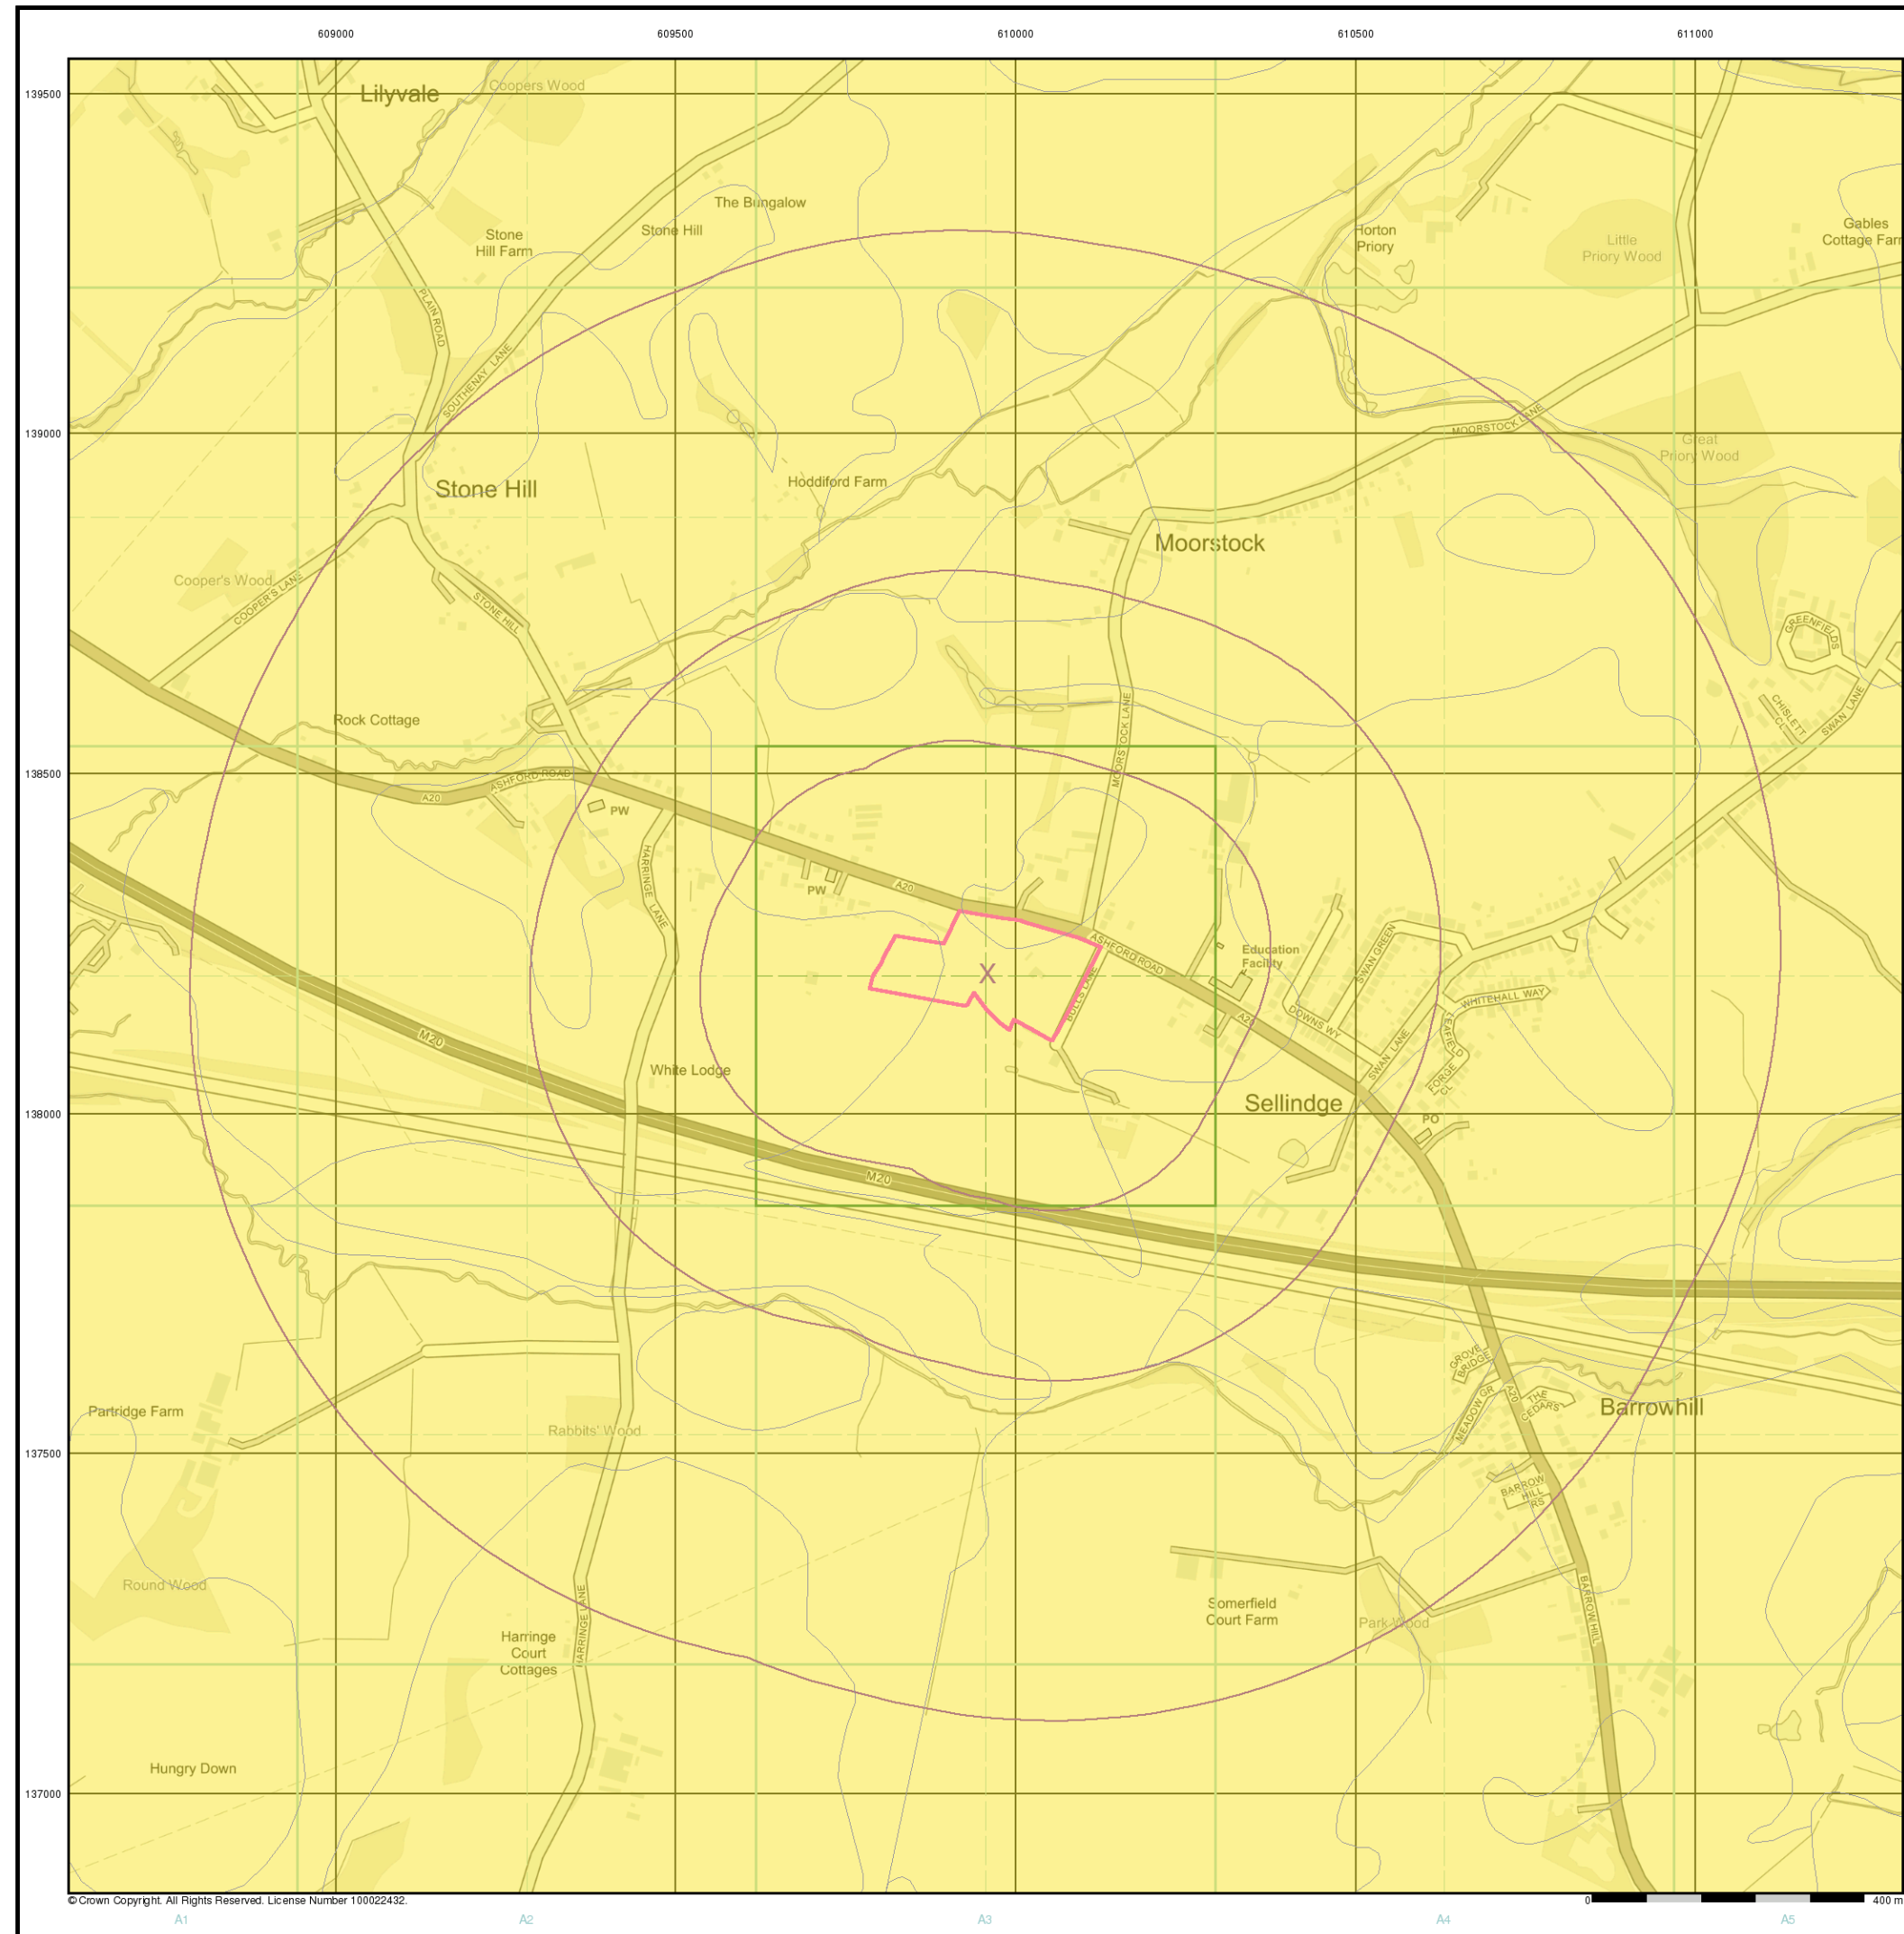 609000
609500
610000
610500
611000
139500
Lilyvale
Coopers Wood
The Bungalow
Stone
Hill Farm
Stone Hill
Horton
Priory
Little
Priory Wood
Gables
Cottage Farm
PLAIN ROAD
SOUTHENAY LANE
139000
MOORSTOCK LANE
Great
Priory Wood
Stone Hill
Hoddiford Farm
Moorstock
Cooper's Wood
COOPER'S LANE
STONE HILL
GREENFIELDS
Rock Cottage
MOORSTOCK LANE
CHISLETT
CL
SWAN LANE
138500
A20
ASHFORD ROAD
PW
HARRINGE LANE
PW
A20
ASHFORD ROAD
Education
Facility
SWAN GREEN
X
BULLS LANE
WHITEHALL WAY
DOWNS WY
A20
LEAFIELD
M20
White Lodge
SWAN LANE
FORGE
CL
138000
Sellindge
PO
M20
GROVE
BRIDGE
A20
MEADOW GR
THE
CEDARS
Barrowhill
Partridge Farm
Rabbits' Wood
137500
BARROW
HILL
RS
Round Wood
HARRINGE LANE
Somerfield
Court Farm
Park Wood
BARROW HILL
Harringe
Court
Cottages
Hungry Down
137000
© Crown Copyright. All Rights Reserved. License Number 100022432.
0
400 m
A1
A2
A3
A4
A5